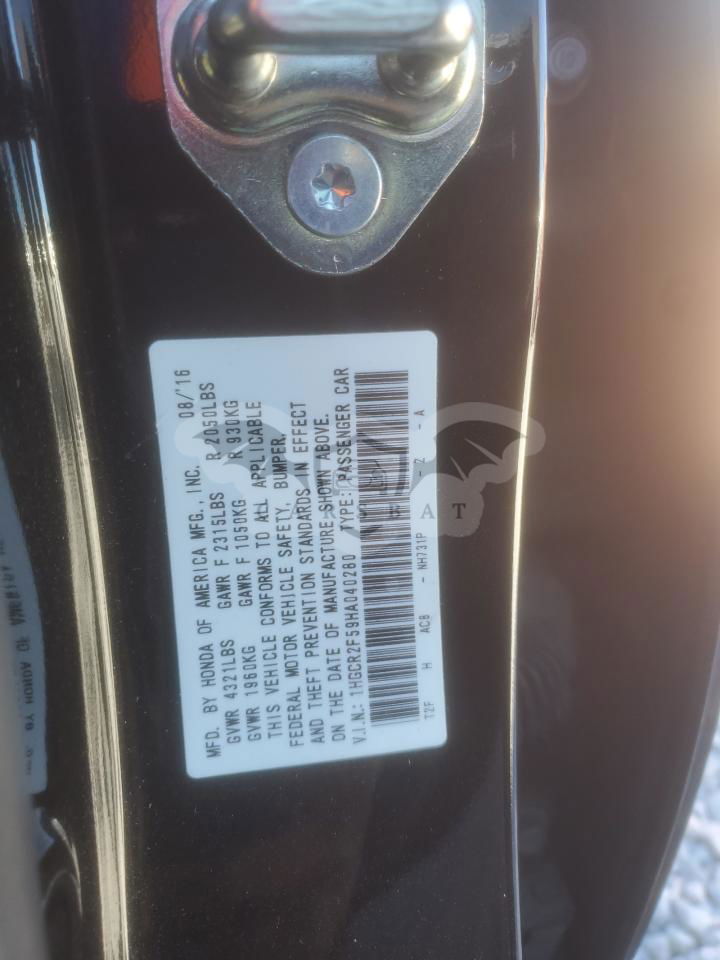 MFD. BY HONDA OF AMERICA MFG., INC. 08/'16
GVWR 4321LBS GAWR F 2315LBS R 2050LBS
GVWR 1960KG GAWR F 1050KG R 930KG
THIS VEHICLE CONFORMS TO ALL APPLICABLE
FEDERAL MOTOR VEHICLE SAFETY, BUMPER,
AND THEFT PREVENTION STANDARDS IN EFFECT
ON THE DATE OF MANUFACTURE SHOWN ABOVE.
V.I.N.: 1HGCR2F59HA040280 TYPE: PASSENGER CAR
T2F H AC8 - NH731P - 2 - A